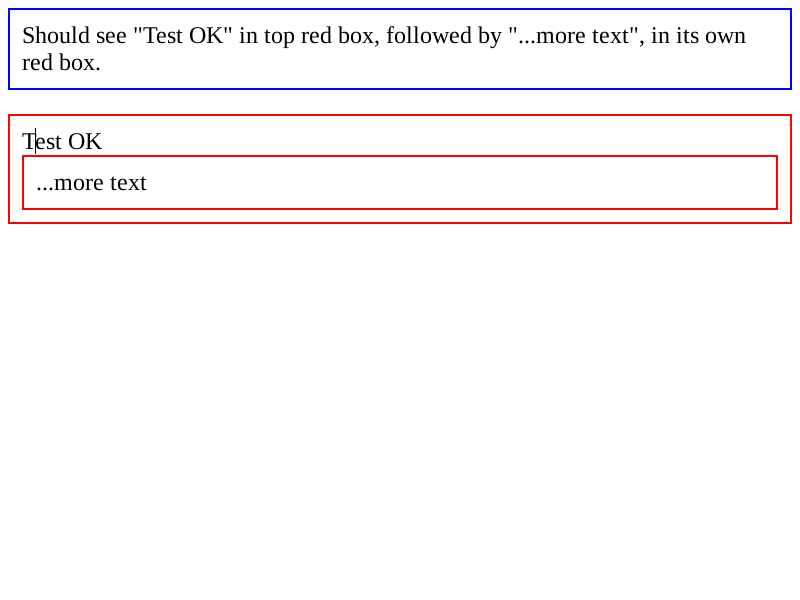 Should see "Test OK" in top red box, followed by "...more text", in its own
red box.
Test OK
...more text